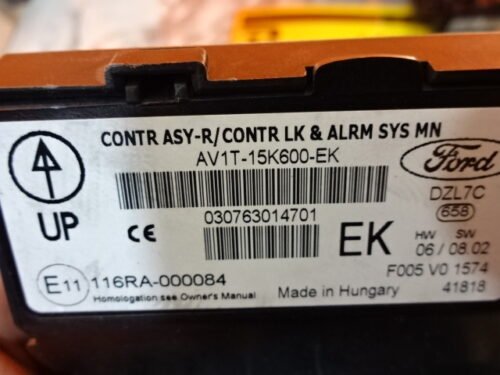 CONTR ASY-R/CONTR LK & ALRM SYS MN
AV1T-15K600-EK
Ford
DZL7C
658
UP
CE
030763014701
EK
HW SW
06 / 08.02
E11 116RA-000084
Homologation see Owner's Manual
Made in Hungary
F005 V0 1574
41818